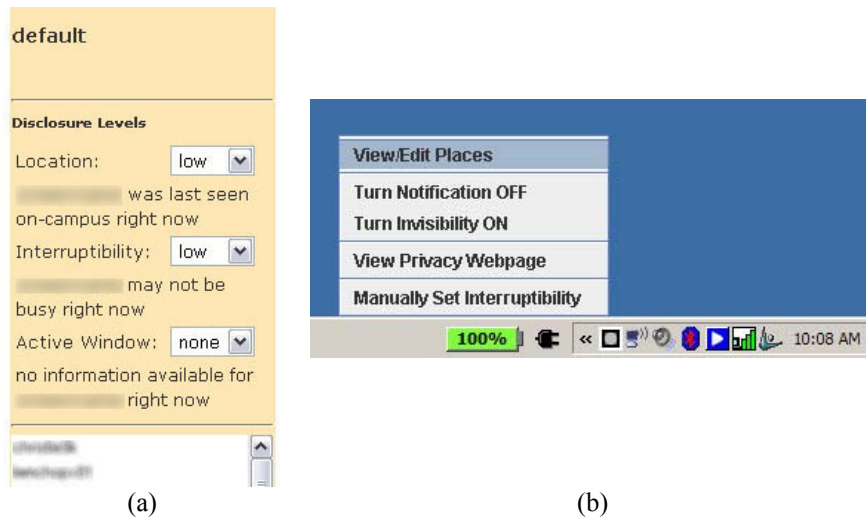 default
Disclosure Levels
Location: low
was last seen
on-campus right now
Interruptibility: low
may not be
busy right now
Active Window: none
no information available for
right now
(a)
View/Edit Places
Turn Notification OFF
Turn Invisibility ON
View Privacy Webpage
Manually Set Interruptibility
100% « 10:08 AM
(b)